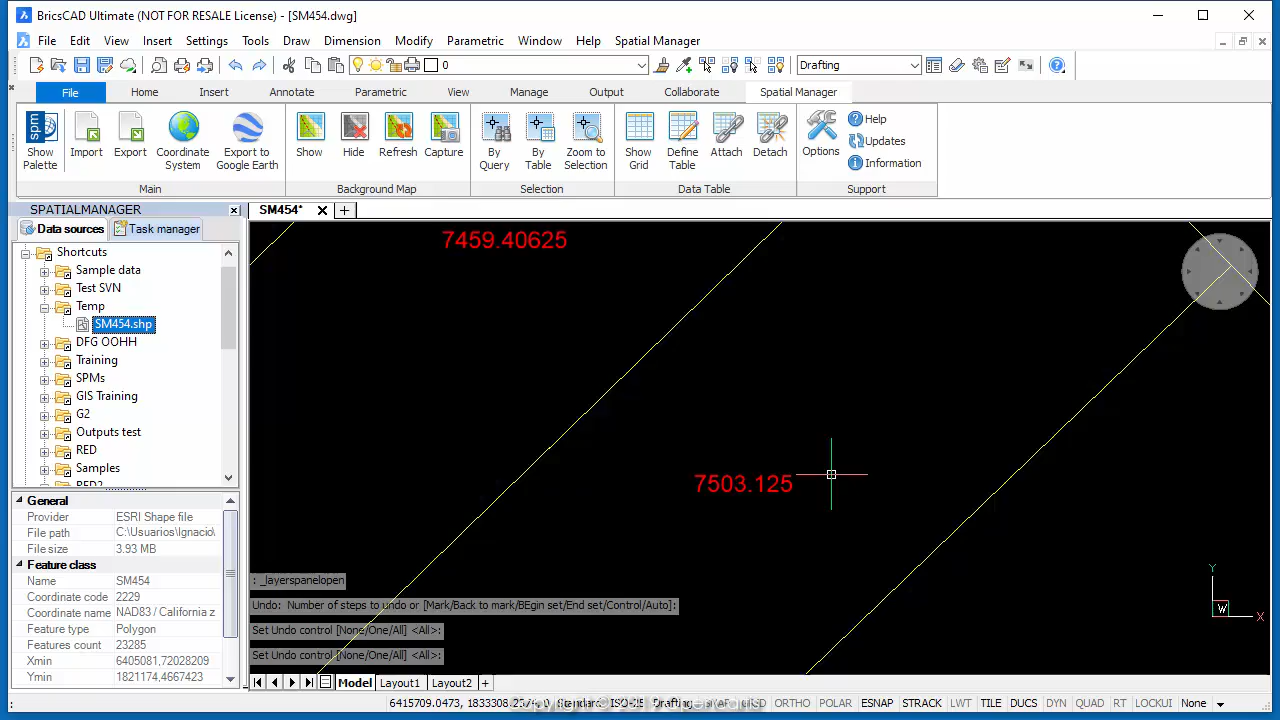 BricsCAD Ultimate (NOT FOR RESALE License) - [SM454.dwg]
File Edit View Insert Settings Tools Draw Dimension Modify Parametric Window Help Spatial Manager
0 Drafting
File Home Insert Annotate Parametric View Manage Output Collaborate Spatial Manager
spm
Show Palette Import Export Coordinate System Export to Google Earth
Show Hide Refresh Capture
By Query By Table Zoom to Selection
Show Grid Define Table Attach Detach
Options Help Updates Information
Main Background Map Selection Data Table Support
SPATIALMANAGER
SM454*
Data sources Task manager
Shortcuts
Sample data
Test SVN
Temp
SM454.shp
DFG OOHH
Training
SPMs
GIS Training
G2
Outputs test
RED
Samples
RED2
General
Provider ESRI Shape file
File path C:\Usuarios\Ignacio\
File size 3.93 MB
Feature class
Name SM454
Coordinate code 2229
Coordinate name NAD83 / California z
Feature type Polygon
Features count 23285
Xmin 6405081.72028209
Ymin 1821174.4667423
7459.40625
7503.125
: _layerspanelopen
Undo: Number of steps to undo or [Mark/Back to mark/BEgin set/End set/Control/Auto]:
Set Undo control [None/One/All] <All>:
Set Undo control [None/One/All] <All>:
Y
W
X
Model Layout1 Layout2
ORTHO POLAR ESNAP STRACK LWT TILE DUCS DYN QUAD RT LOCKUI None